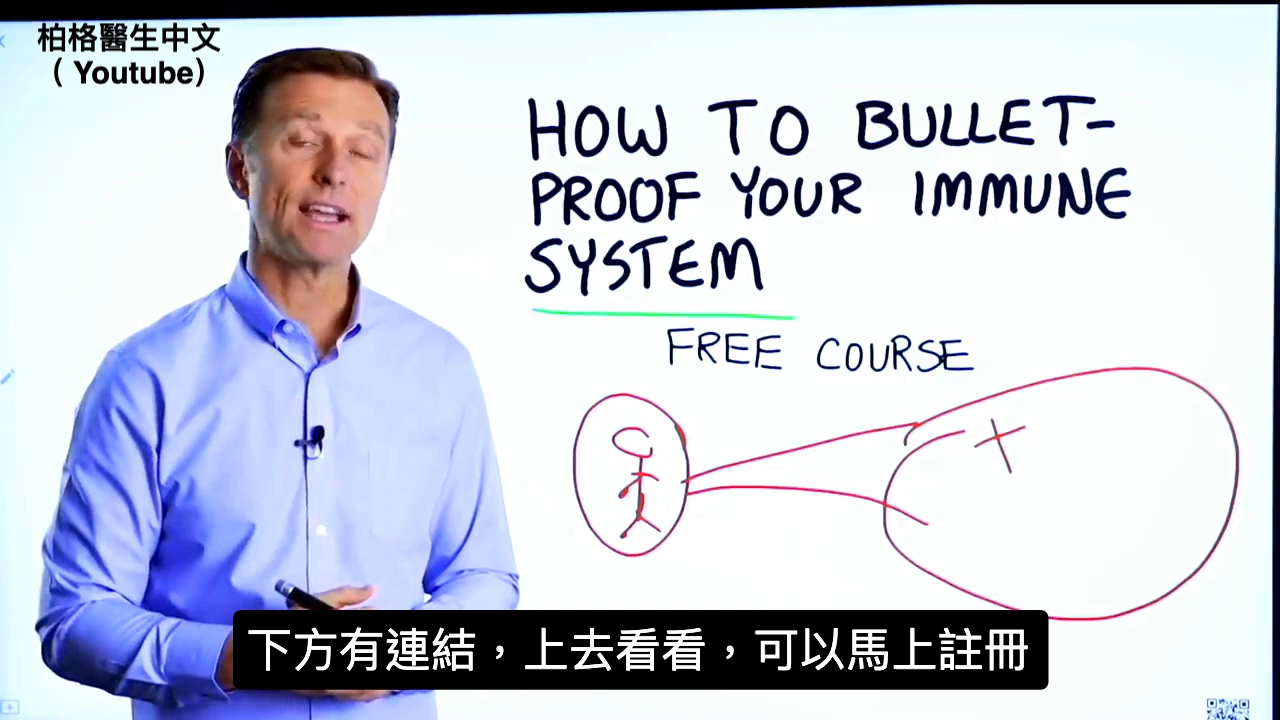 柏格醫生中文
（ Youtube）
HOW TO BULLET-
PROOF YOUR IMMUNE
SYSTEM
FREE COURSE
下方有連結，上去看看，可以馬上註冊